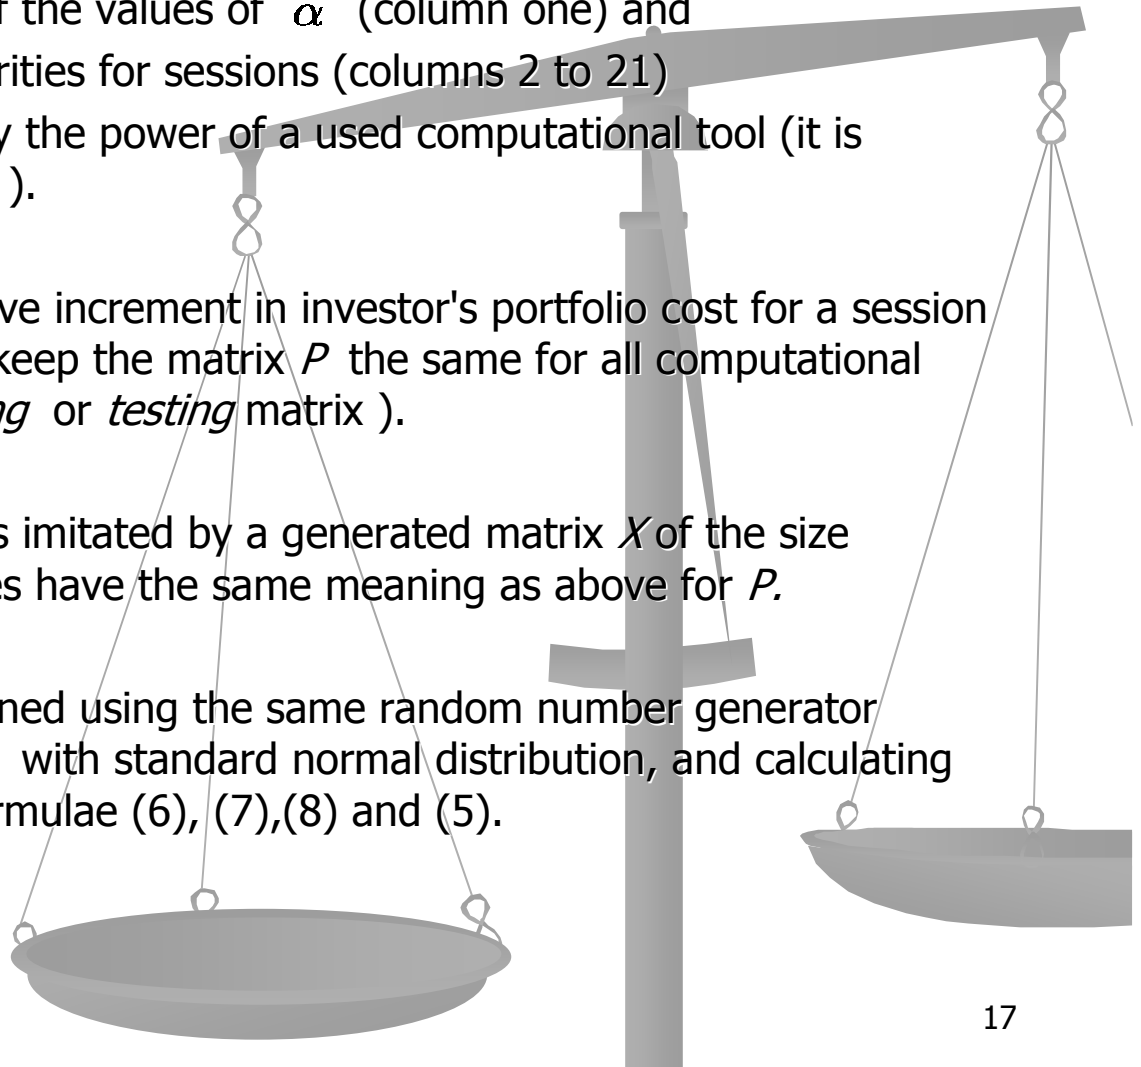 f the values of α (column one) and
rities for sessions (columns 2 to 21)
y the power of a used computational tool (it is
).
ve increment in investor's portfolio cost for a session
keep the matrix P the same for all computational
ng or testing matrix ).
s imitated by a generated matrix X of the size
es have the same meaning as above for P.
ned using the same random number generator
with standard normal distribution, and calculating
rmulae (6), (7),(8) and (5).
17